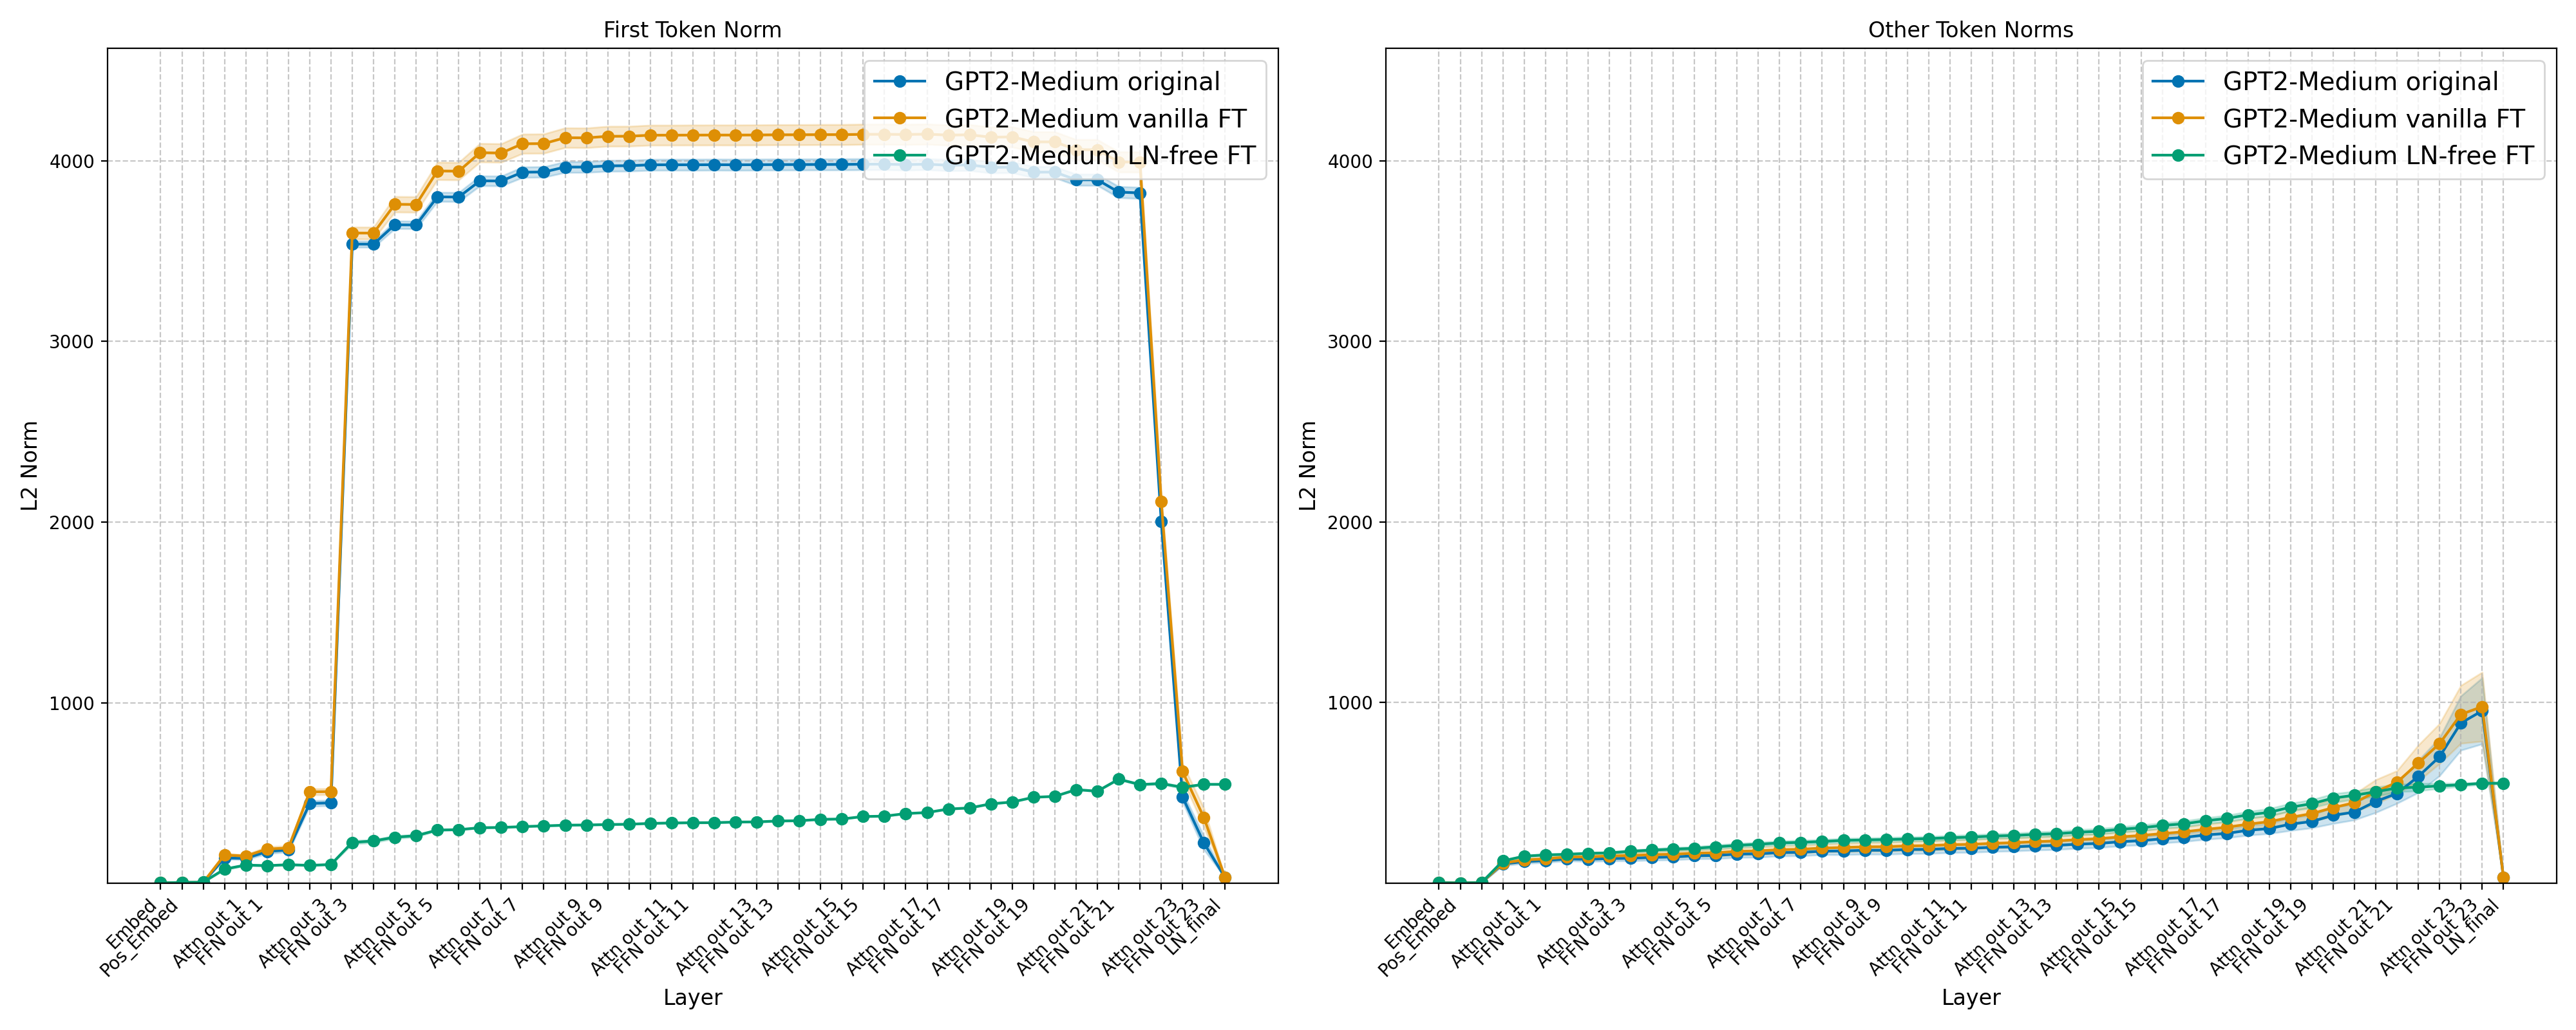 First Token Norm
GPT2-Medium original
GPT2-Medium vanilla FT
GPT2-Medium LN-free FT
L2 Norm
4000
3000
2000
1000
Embed
Pos_Embed
Attn out 1
FFN out 1
Attn out 3
FFN out 3
Attn out 5
FFN out 5
Attn out 7
FFN out 7
Attn out 9
FFN out 9
Attn out 11
FFN out 11
Attn out 13
FFN out 13
Attn out 15
FFN out 15
Attn out 17
FFN out 17
Attn out 19
FFN out 19
Attn out 21
FFN out 21
Attn out 23
FFN out 23
LN_final
Layer
Other Token Norms
GPT2-Medium original
GPT2-Medium vanilla FT
GPT2-Medium LN-free FT
L2 Norm
4000
3000
2000
1000
Embed
Pos_Embed
Attn out 1
FFN out 1
Attn out 3
FFN out 3
Attn out 5
FFN out 5
Attn out 7
FFN out 7
Attn out 9
FFN out 9
Attn out 11
FFN out 11
Attn out 13
FFN out 13
Attn out 15
FFN out 15
Attn out 17
FFN out 17
Attn out 19
FFN out 19
Attn out 21
FFN out 21
Attn out 23
FFN out 23
LN_final
Layer